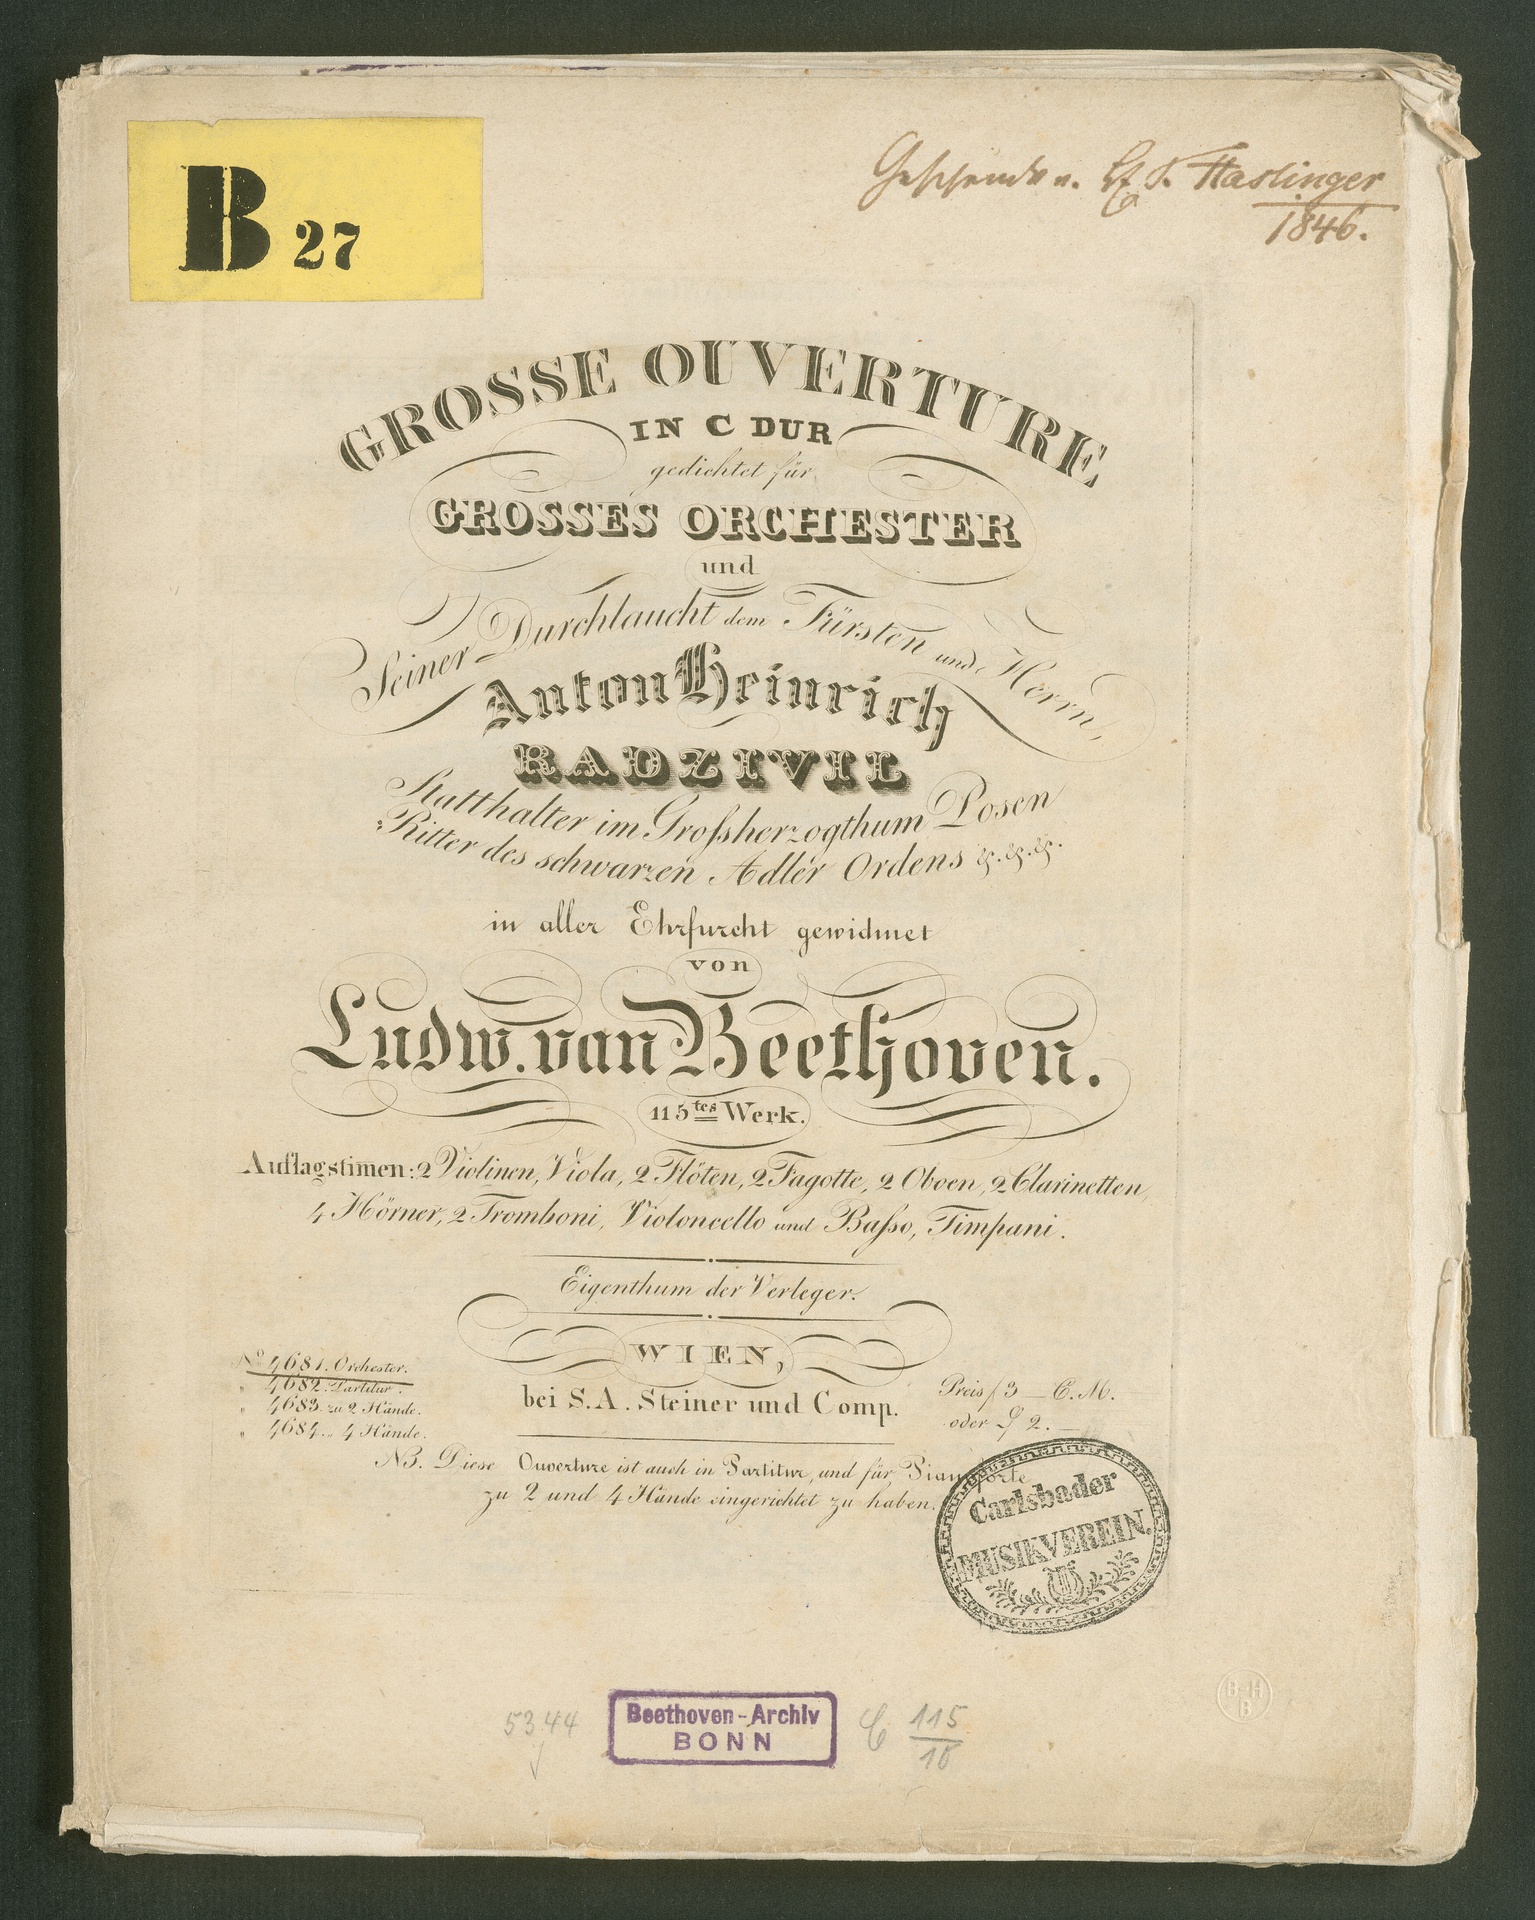 B 27
Geschenk v. H. T. Haslinger
1846.
GROSSE OUVERTURE
IN C DUR
gedichtet für
GROSSES ORCHESTER
und
Seiner Durchlaucht dem Fürsten und Herrn,
Anton Heinrich
RADZIVIL
Statthalter im Großherzogthum Posen
Ritter des schwarzen Adler Ordens &. &. &.
in aller Ehrfurcht gewidmet
von
Ludw. van Beethoven.
115tes Werk.
Auflagstimen: 2 Violinen, Viola, 2 Flöten, 2 Fagotte, 2 Oboen, 2 Clarinetten,
4 Hörner, 2 Tromboni, Violoncello und Basso, Timpani.
Eigenthum der Verleger.
WIEN,
bei S.A. Steiner und Comp.
No 4681. Orchester.
" 4682. Partitur.
" 4683. zu 2 Hände.
" 4684. " 4 Hände.
Preis f 3 — C.M.
oder 2.
NB. Diese Ouverture ist auch in Partitur, und für Pianoforte
zu 2 und 4 Hände eingerichtet zu haben.
Carlsbader
MUSIKVEREIN.
BHB
5344
Beethoven-Archiv
BONN
C 115
10